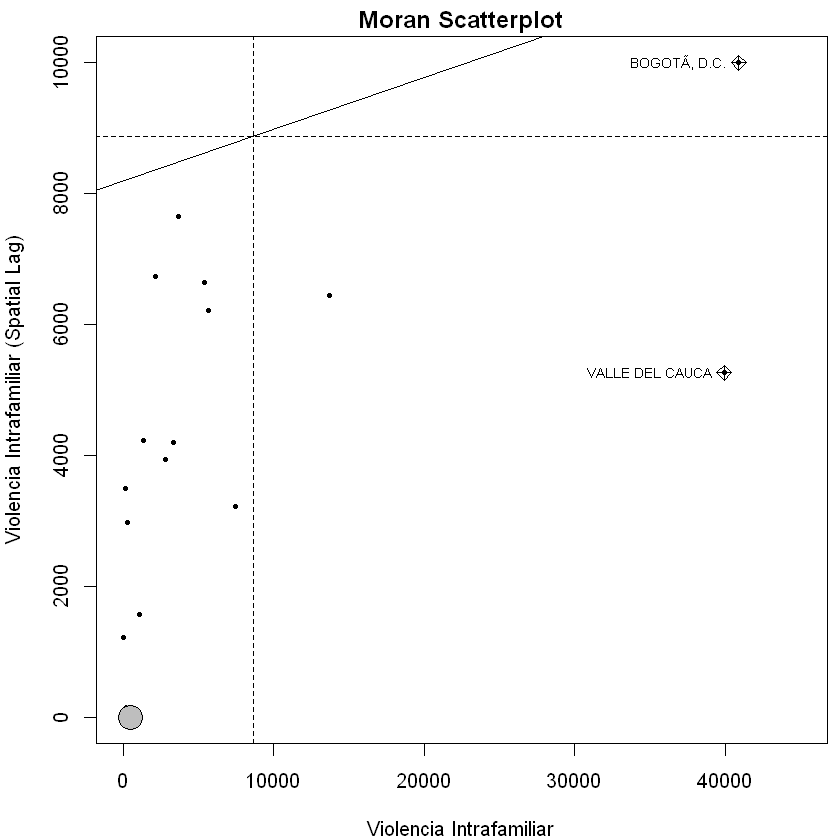 Moran Scatterplot
Violencia Intrafamiliar (Spatial Lag)
10000
8000
6000
4000
2000
0
BOGOTÃ, D.C.
VALLE DEL CAUCA
0 10000 20000 30000 40000
Violencia Intrafamiliar